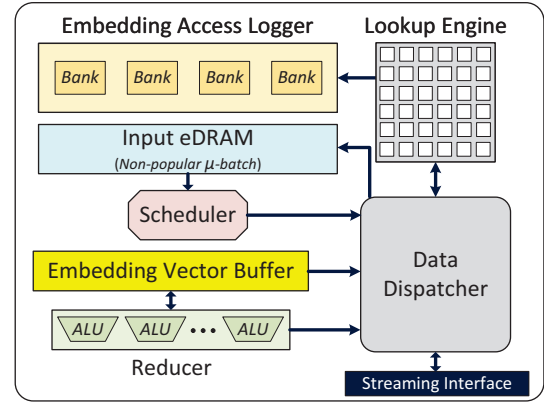 Embedding Access Logger
Lookup Engine
Bank Bank Bank Bank
Input eDRAM
(Non-popular μ-batch)
Scheduler
Embedding Vector Buffer
Data
Dispatcher
ALU ALU ••• ALU
Reducer
Streaming Interface